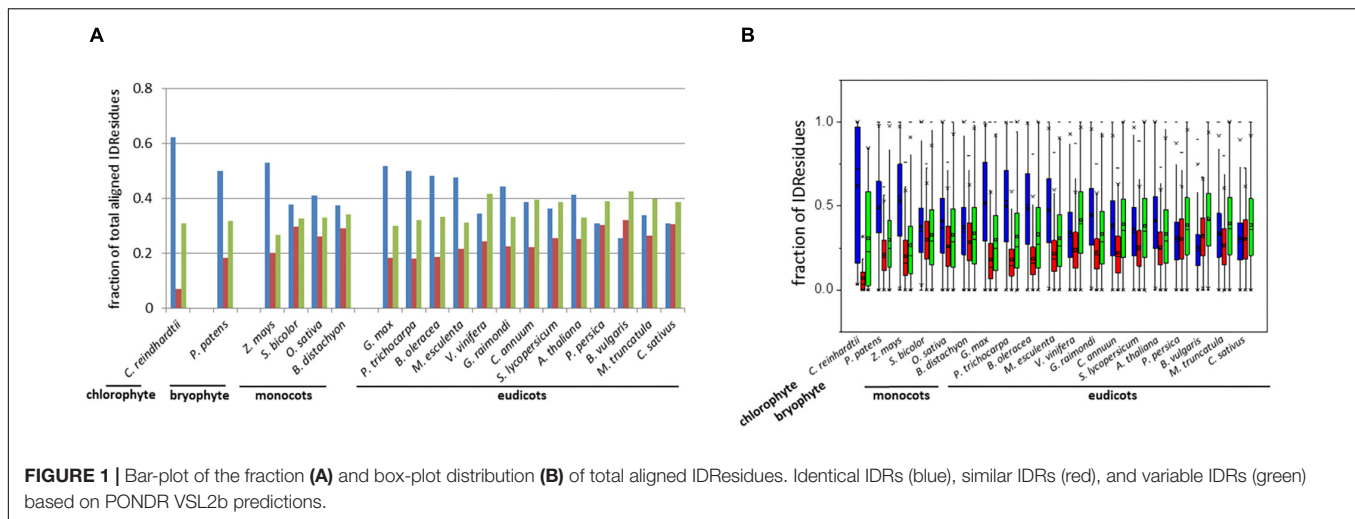 A
fraction of total aligned IDResidues
0.8
0.6
0.4
0.2
0
C. reindhardtii
P. patens
Z. mays
S. bicolor
O. sativa
B. distachyon
G. max
P. trichocarpa
B. oleracea
M. esculenta
V. vinifera
G. raimondi
C. annuum
S. lycopersicum
A. thaliana
P. persica
B. vulgaris
M. truncatula
C. sativus
chlorophyte
bryophyte
monocots
eudicots
B
fraction of IDResidues
1.0
0.5
0.0
C. reinhardtii
P. patens
Z. mays
S. bicolor
O. sativa
B. distachyon
G. max
P. trichocarpa
B. oleracea
M. esculenta
V. vinifera
G. raimondi
C. annuun
S. lycopersicum
A. thaliana
P. persica
B. vulgaris
M. truncatula
C. sativus
chlorophyte
bryophyte
monocots
eudicots
FIGURE 1 | Bar-plot of the fraction (A) and box-plot distribution (B) of total aligned IDResidues. Identical IDRs (blue), similar IDRs (red), and variable IDRs (green)
based on PONDR VSL2b predictions.